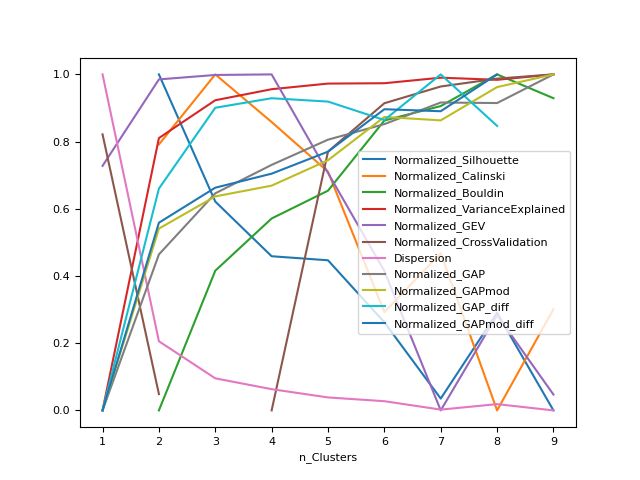 1.0
0.8
0.6
0.4
0.2
0.0
Normalized_Silhouette
Normalized_Calinski
Normalized_Bouldin
Normalized_VarianceExplained
Normalized_GEV
Normalized_CrossValidation
Dispersion
Normalized_GAP
Normalized_GAPmod
Normalized_GAP_diff
Normalized_GAPmod_diff
1 2 3 4 5 6 7 8 9
n_Clusters